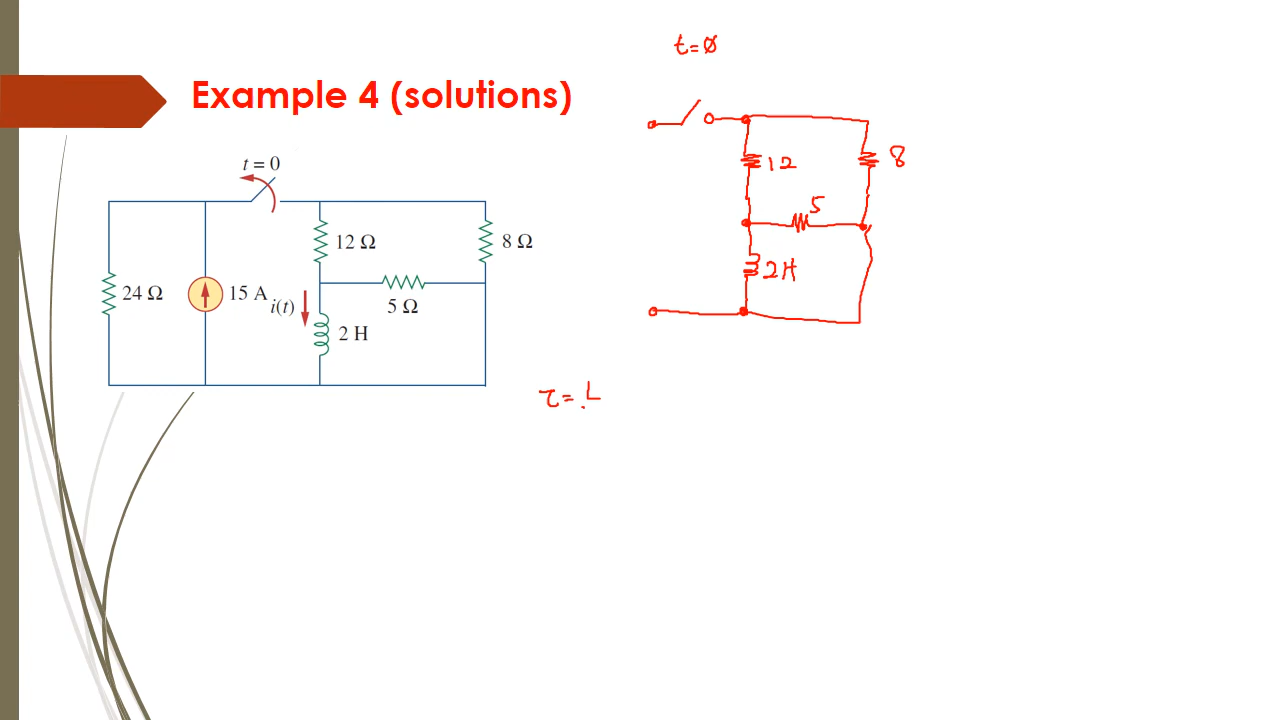 t = 0
Example 4 (solutions)
t = 0
12 Ω
8 Ω
24 Ω
15 A
i(t)
5 Ω
2 H
12
8
5
2H
τ = L